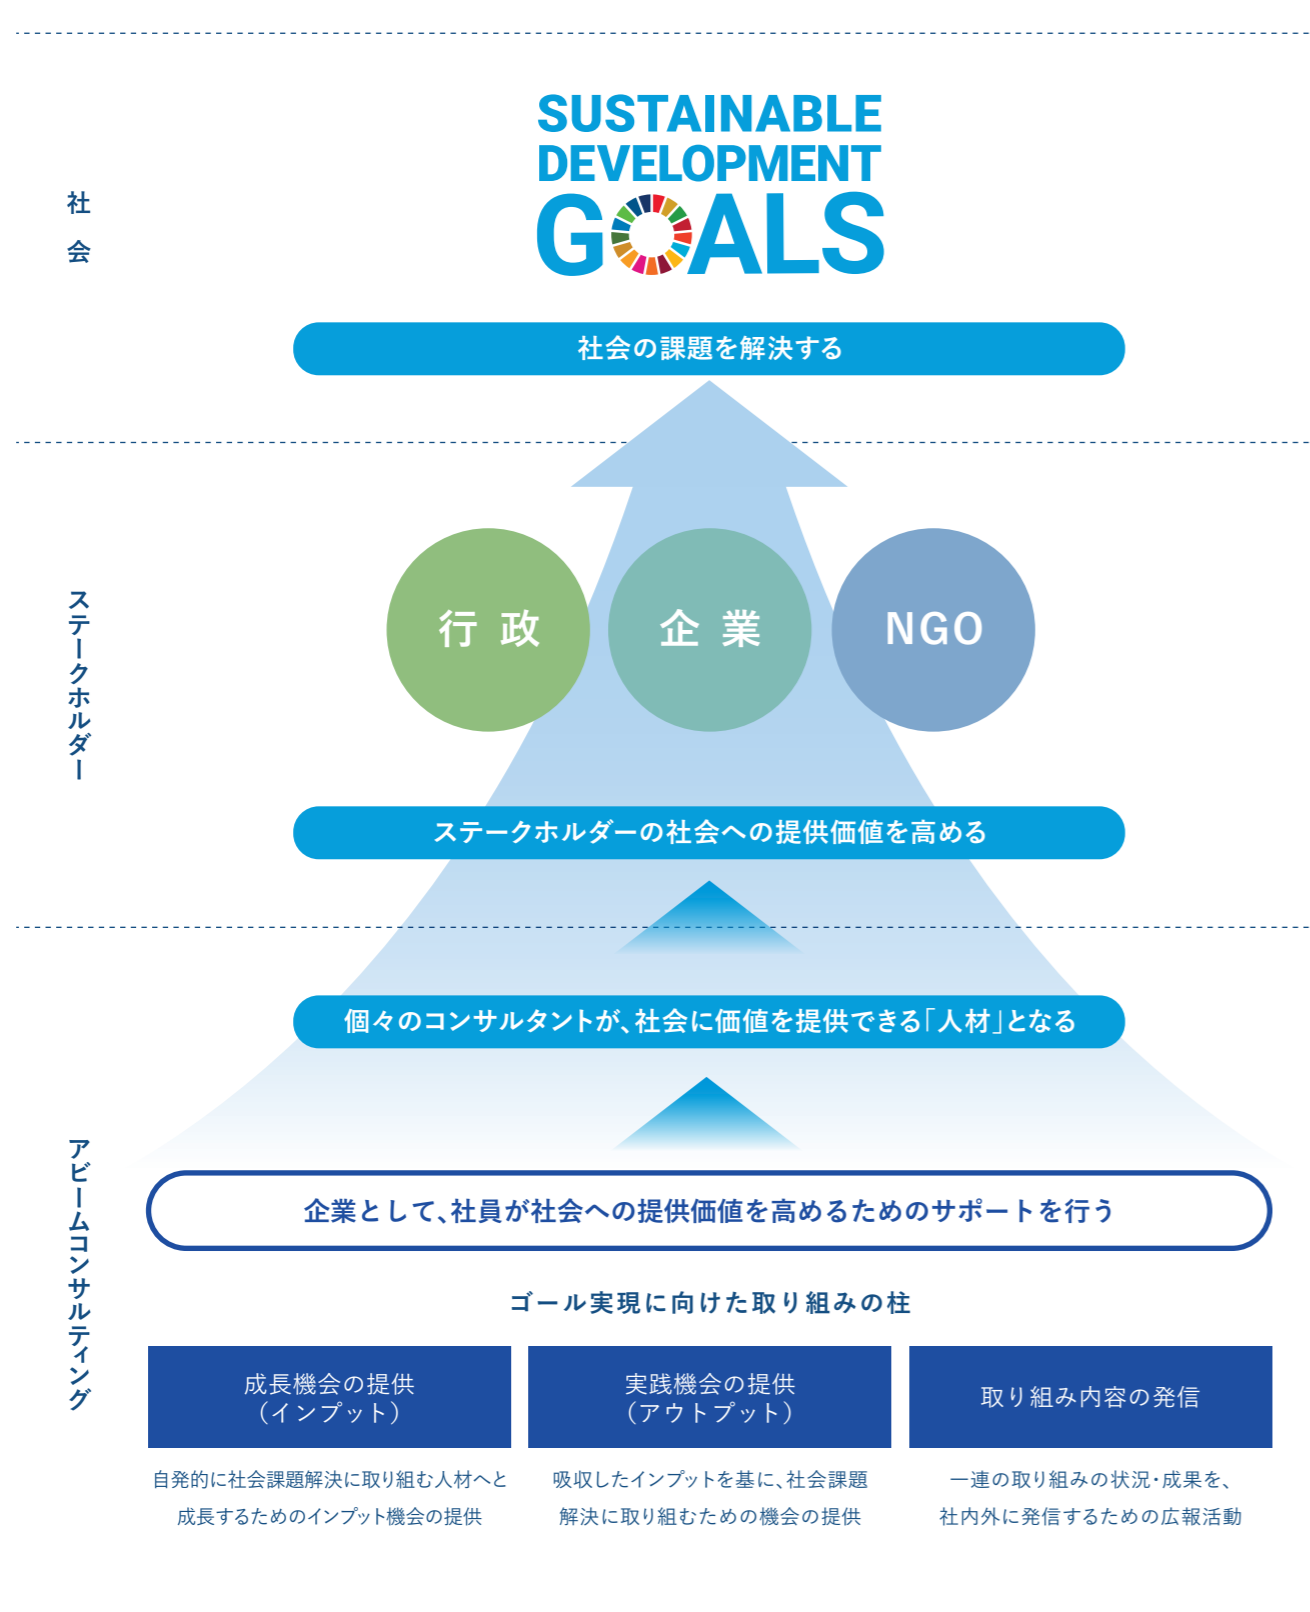 社会
SUSTAINABLE
DEVELOPMENT
GOALS
社会の課題を解決する
ステークホルダー
行政
企業
NGO
ステークホルダーの社会への提供価値を高める
アビームコンサルティング
個々のコンサルタントが、社会に価値を提供できる「人材」となる
企業として、社員が社会への提供価値を高めるためのサポートを行う
ゴール実現に向けた取り組みの柱
成長機会の提供
（インプット）
自発的に社会課題解決に取り組む人材へと
成長するためのインプット機会の提供
実践機会の提供
（アウトプット）
吸収したインプットを基に、社会課題
解決に取り組むための機会の提供
取り組み内容の発信
一連の取り組みの状況・成果を、
社内外に発信するための広報活動